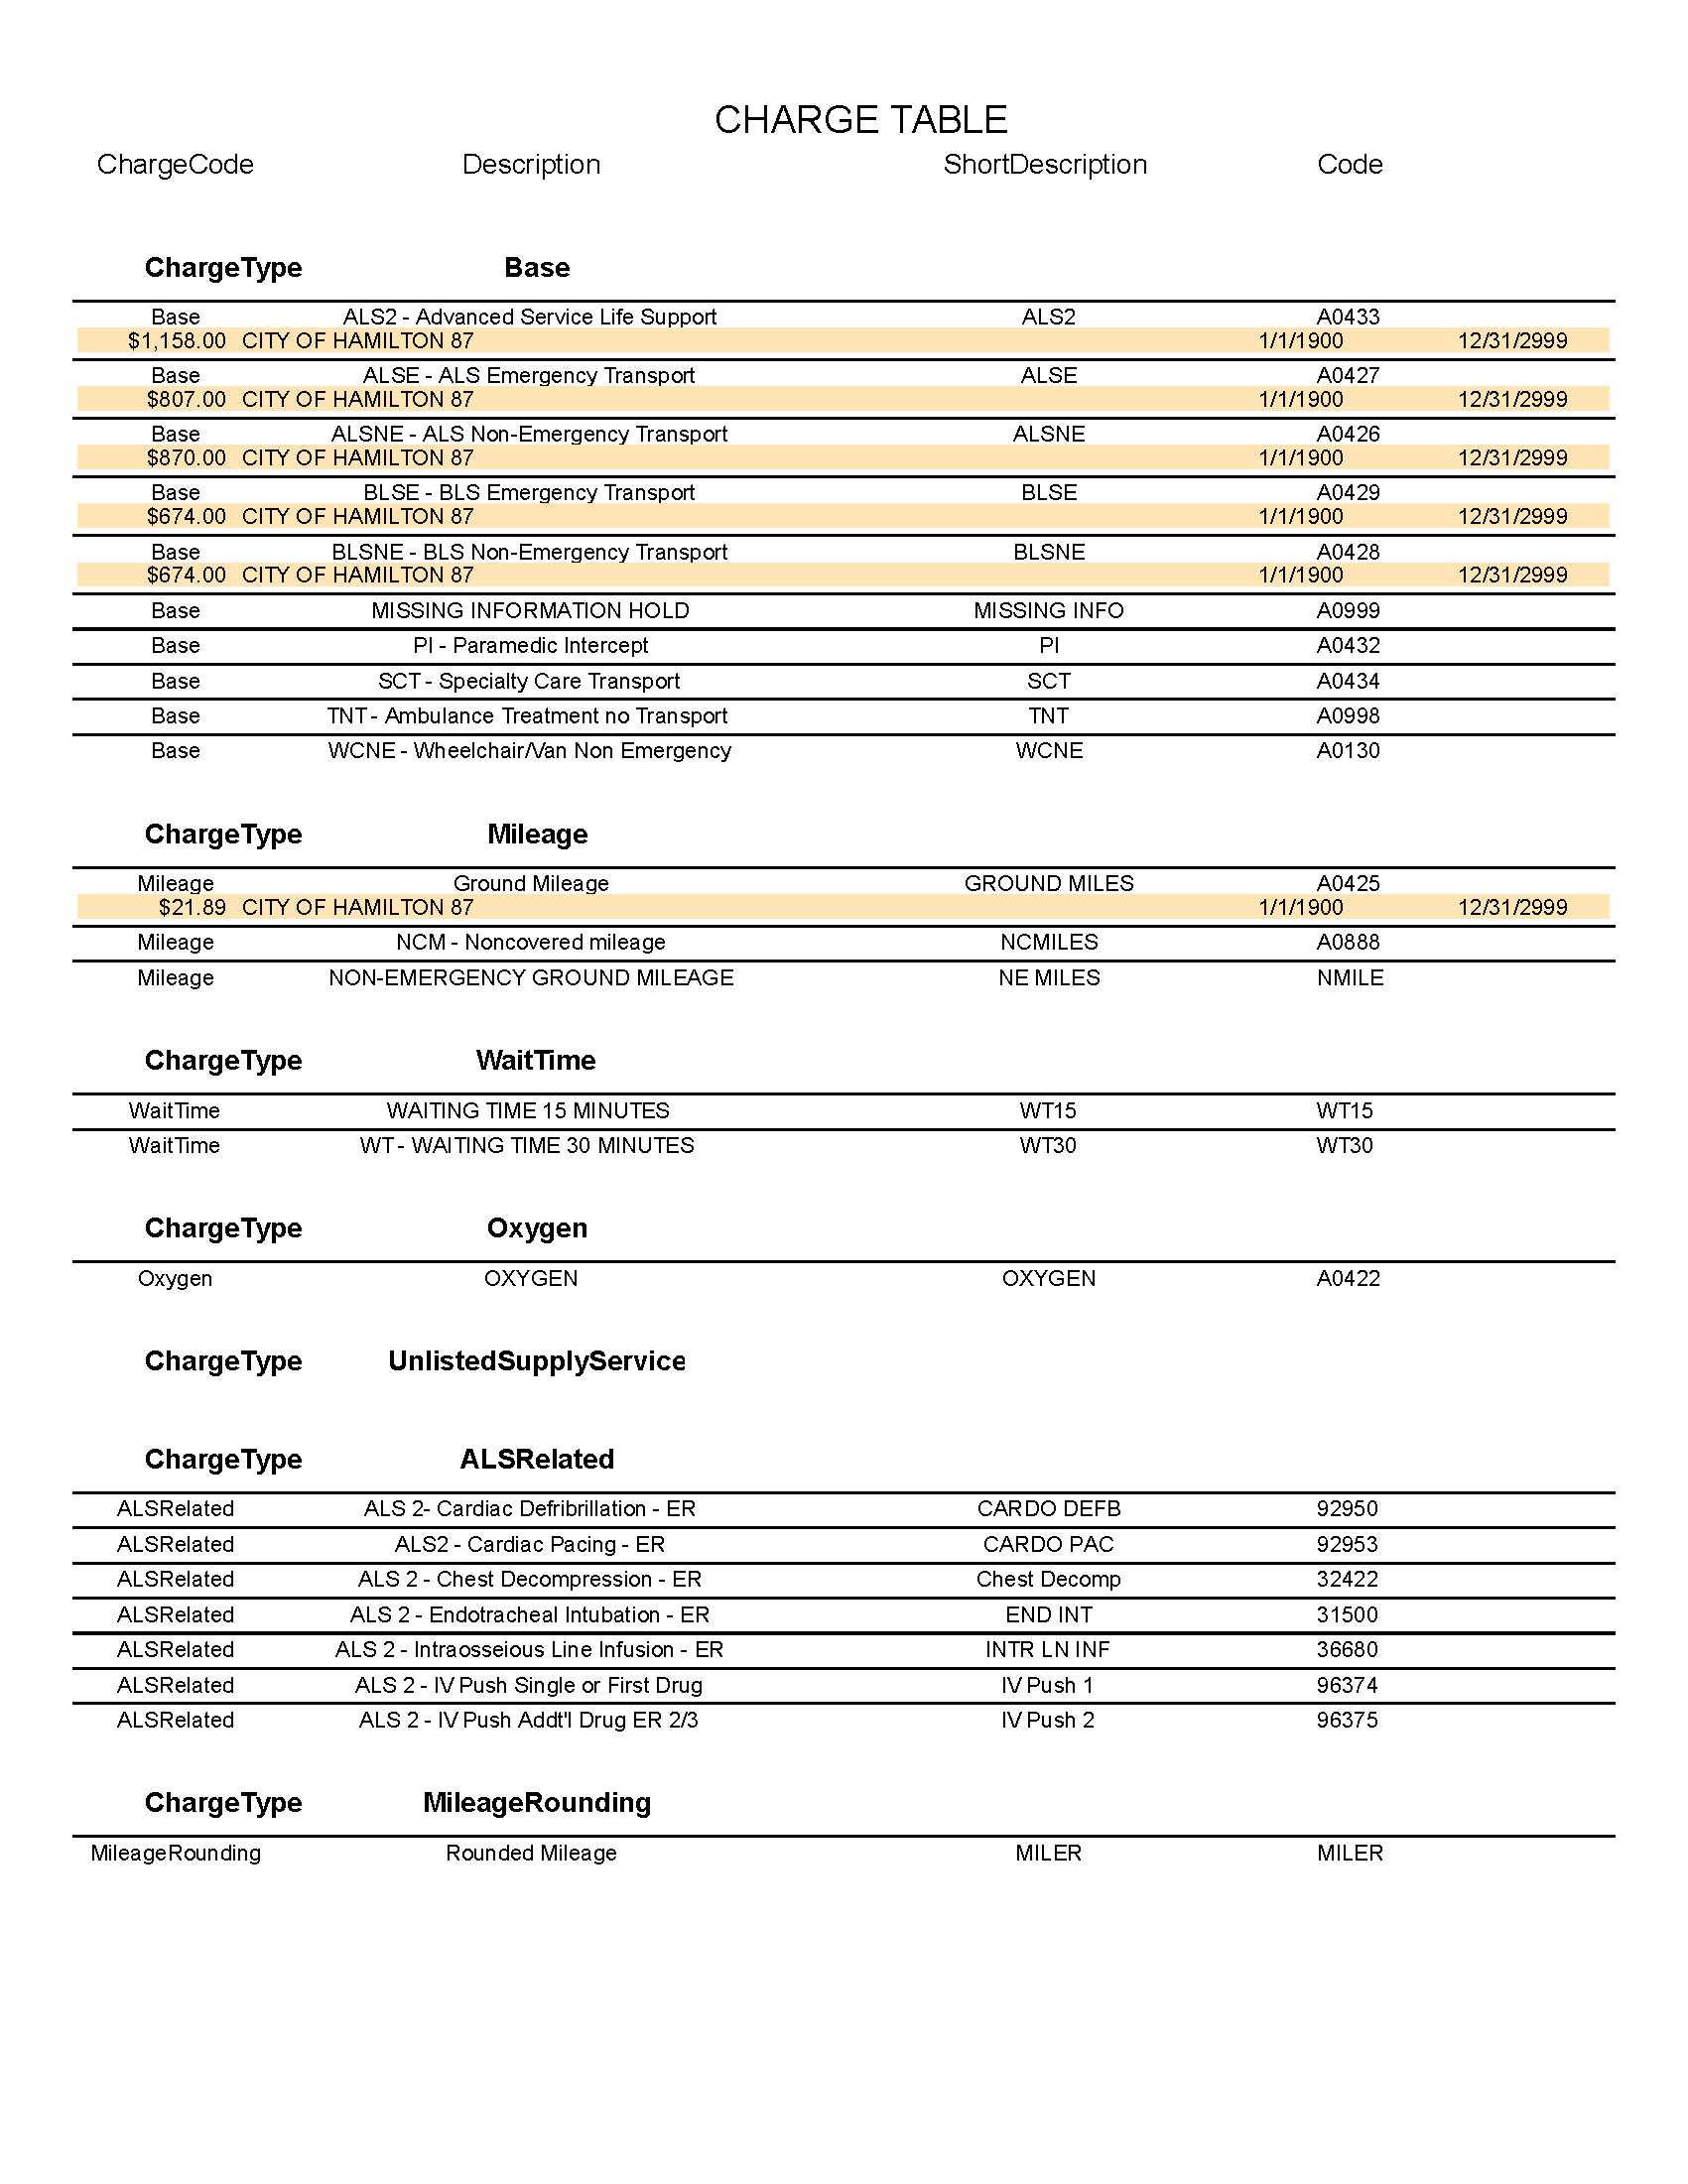 CHARGE TABLE
ChargeCode Description ShortDescription Code
ChargeType Base
Base ALS2 - Advanced Service Life Support ALS2 A0433
$1,158.00 CITY OF HAMILTON 87 1/1/1900 12/31/2999
Base ALSE - ALS Emergency Transport ALSE A0427
$807.00 CITY OF HAMILTON 87 1/1/1900 12/31/2999
Base ALSNE - ALS Non-Emergency Transport ALSNE A0426
$870.00 CITY OF HAMILTON 87 1/1/1900 12/31/2999
Base BLSE - BLS Emergency Transport BLSE A0429
$674.00 CITY OF HAMILTON 87 1/1/1900 12/31/2999
Base BLSNE - BLS Non-Emergency Transport BLSNE A0428
$674.00 CITY OF HAMILTON 87 1/1/1900 12/31/2999
Base MISSING INFORMATION HOLD MISSING INFO A0999
Base PI - Paramedic Intercept PI A0432
Base SCT - Specialty Care Transport SCT A0434
Base TNT - Ambulance Treatment no Transport TNT A0998
Base WCNE - Wheelchair/Van Non Emergency WCNE A0130
ChargeType Mileage
Mileage Ground Mileage GROUND MILES A0425
$21.89 CITY OF HAMILTON 87 1/1/1900 12/31/2999
Mileage NCM - Noncovered mileage NCMILES A0888
Mileage NON-EMERGENCY GROUND MILEAGE NE MILES NMILE
ChargeType WaitTime
WaitTime WAITING TIME 15 MINUTES WT15 WT15
WaitTime WT - WAITING TIME 30 MINUTES WT30 WT30
ChargeType Oxygen
Oxygen OXYGEN OXYGEN A0422
ChargeType UnlistedSupplyService
ChargeType ALSRelated
ALSRelated ALS 2- Cardiac Defribrillation - ER CARDO DEFB 92950
ALSRelated ALS2 - Cardiac Pacing - ER CARDO PAC 92953
ALSRelated ALS 2 - Chest Decompression - ER Chest Decomp 32422
ALSRelated ALS 2 - Endotracheal Intubation - ER END INT 31500
ALSRelated ALS 2 - Intraosseious Line Infusion - ER INTR LN INF 36680
ALSRelated ALS 2 - IV Push Single or First Drug IV Push 1 96374
ALSRelated ALS 2 - IV Push Addt'l Drug ER 2/3 IV Push 2 96375
ChargeType MileageRounding
MileageRounding Rounded Mileage MILER MILER